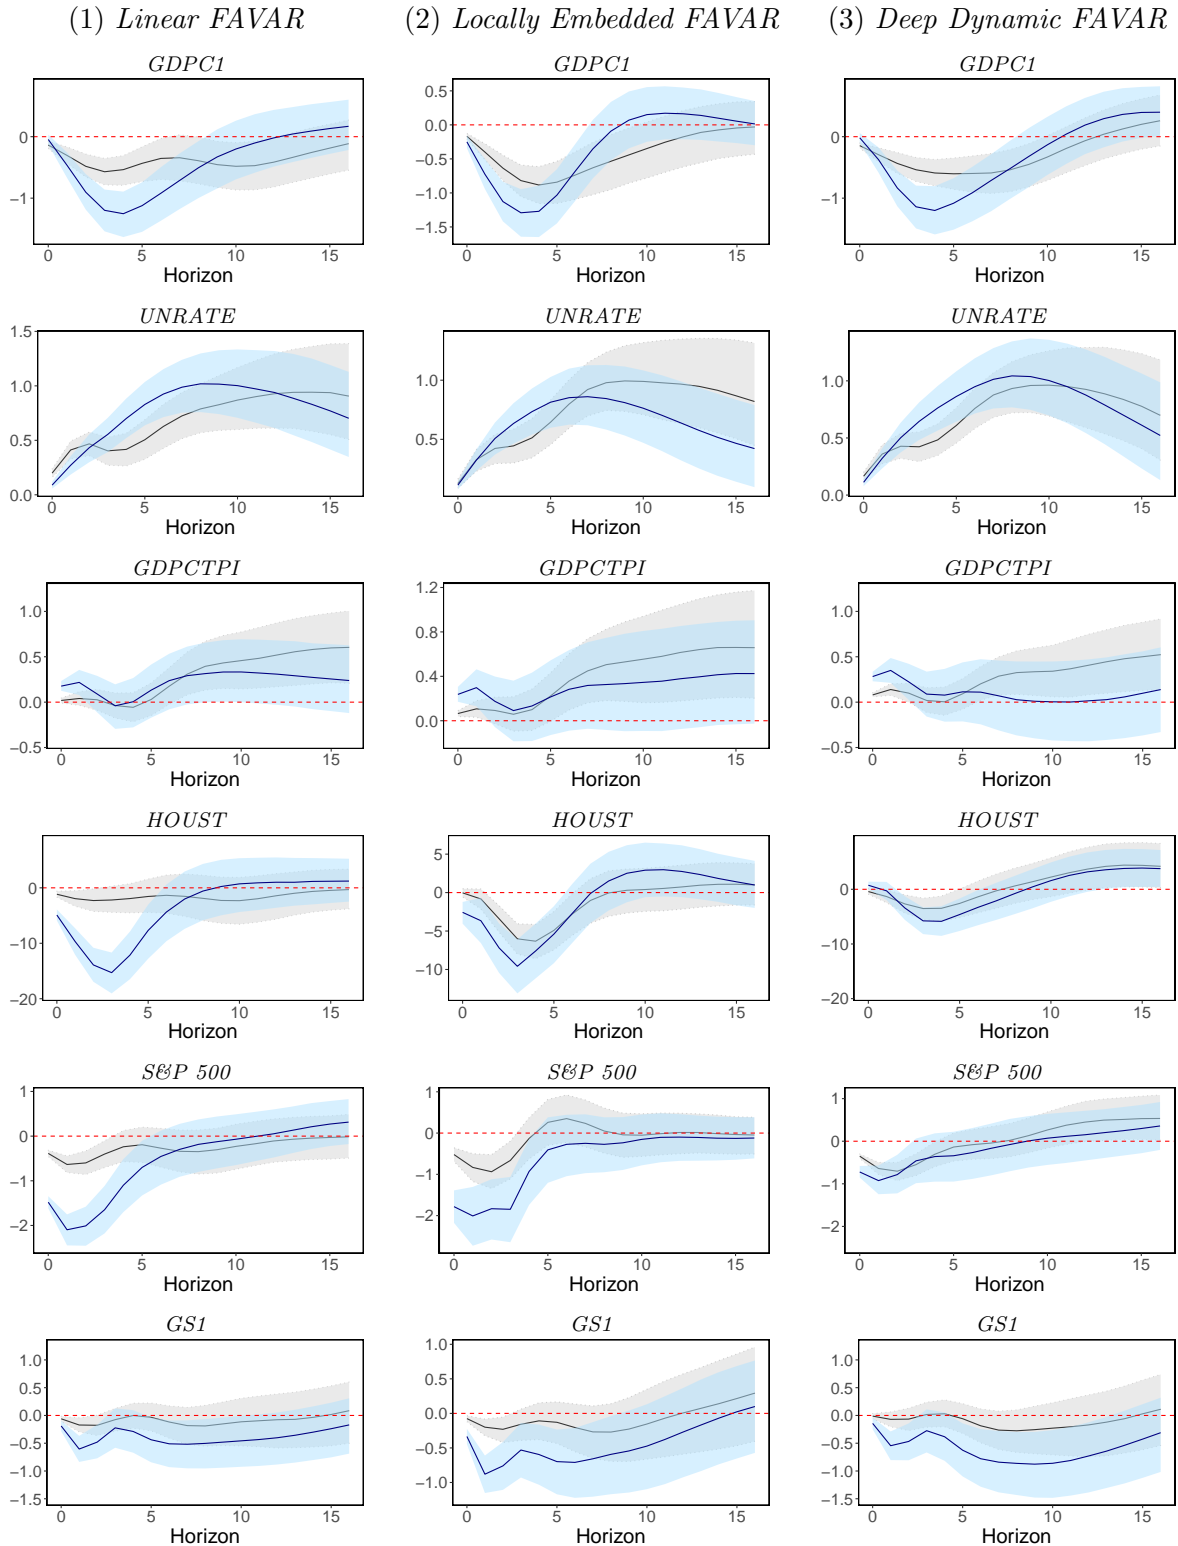 (1) Linear FAVAR (2) Locally Embedded FAVAR (3) Deep Dynamic FAVAR
GDPC1 GDPC1 GDPC1
0
−1
0 5 10 15
Horizon
0.5
0.0
−0.5
−1.0
−1.5
0 5 10 15
Horizon
0
−1
0 5 10 15
Horizon
UNRATE UNRATE UNRATE
1.5
1.0
0.5
0.0
0 5 10 15
Horizon
1.0
0.5
0 5 10 15
Horizon
1.0
0.5
0.0
0 5 10 15
Horizon
GDPCTPI GDPCTPI GDPCTPI
1.0
0.5
0.0
−0.5
0 5 10 15
Horizon
1.2
0.8
0.4
0.0
0 5 10 15
Horizon
1.0
0.5
0.0
−0.5
0 5 10 15
Horizon
HOUST HOUST HOUST
0
−10
−20
0 5 10 15
Horizon
5
0
−5
−10
0 5 10 15
Horizon
0
−10
−20
0 5 10 15
Horizon
S&P 500 S&P 500 S&P 500
1
0
−1
−2
0 5 10 15
Horizon
1
0
−1
−2
0 5 10 15
Horizon
1
0
−1
−2
0 5 10 15
Horizon
GS1 GS1 GS1
1.0
0.5
0.0
−0.5
−1.0
−1.5
0 5 10 15
Horizon
1.0
0.5
0.0
−0.5
−1.0
0 5 10 15
Horizon
1.0
0.5
0.0
−0.5
−1.0
−1.5
0 5 10 15
Horizon